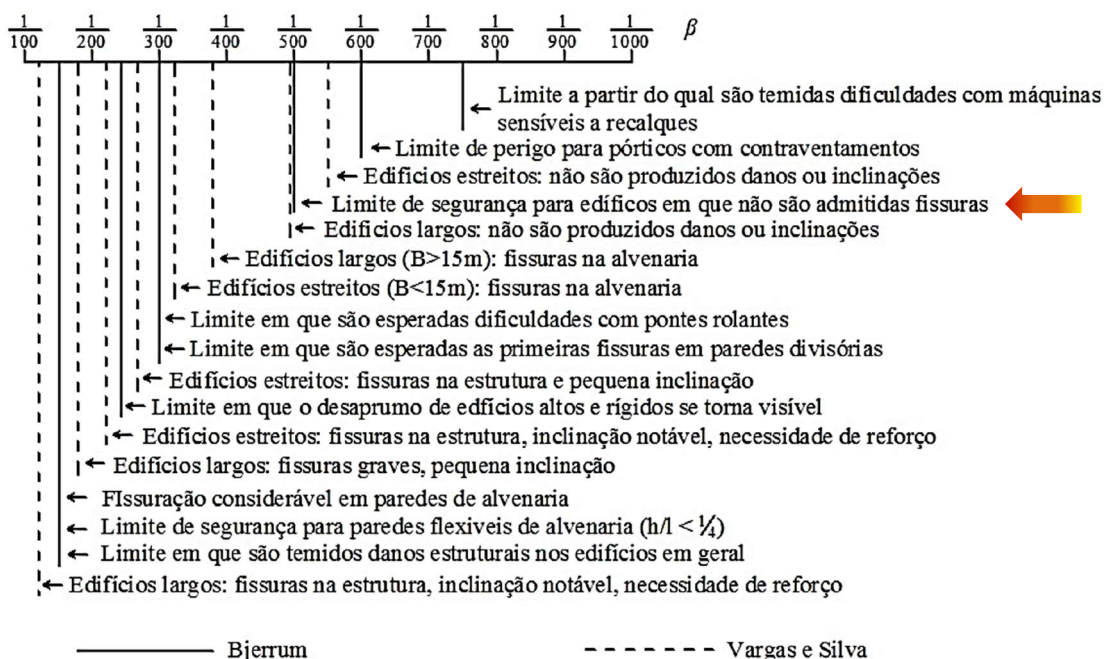 1/100 1/200 1/300 1/400 1/500 1/600 1/700 1/800 1/900 1/1000 β
Limite a partir do qual são temidas dificuldades com máquinas
sensíveis a recalques
Limite de perigo para pórticos com contraventamentos
Edifícios estreitos: não são produzidos danos ou inclinações
Limite de segurança para edíficos em que não são admitidas fissuras
Edificios largos: não são produzidos danos ou inclinações
Edifícios largos (B>15m): fissuras na alvenaria
Edifícios estreitos (B<15m): fissuras na alvenaria
Limite em que são esperadas dificuldades com pontes rolantes
Limite em que são esperadas as primeiras fissuras em paredes divisórias
Edifícios estreitos: fissuras na estrutura e pequena inclinação
Limite em que o desaprumo de edfícios altos e rígidos se torna visível
Edifícios estreitos: fissuras na estrutura, inclinação notável, necessidade de reforço
Edifícios largos: fissuras graves, pequena inclinação
FIssuração considerável em paredes de alvenaria
Limite de segurança para paredes flexiveis de alvenaria (h/l < ¼)
Limite em que são temidos danos estruturais nos edifícios em geral
Edifícios largos: fissuras na estrutura, inclinação notável, necessidade de reforço
Bjerrum Vargas e Silva